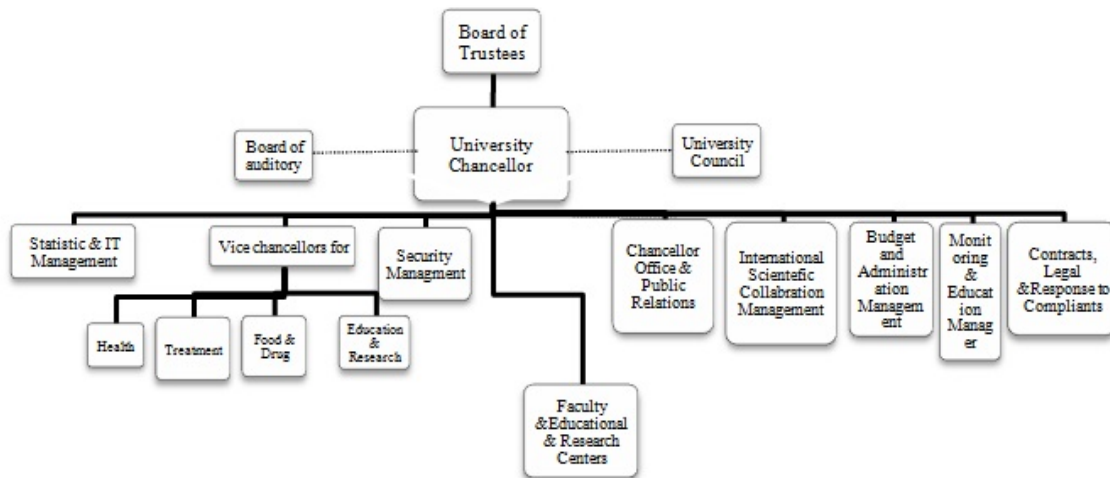 Board of
Trustees
University
Chancellor
Board of
auditory
University
Council
Statistic & IT
Management
Vice chancellors for
Security
Managment
Chancellor
Office &
Public
Relations
International
Scientefic
Collabration
Management
Budget
and
Administr
ation
Managem
ent
Monit
oring
&
Educat
ion
Manag
er
Contracts,
Legal
&Response to
Compliants
Health
Treatment
Food &
Drug
Education
&
Research
Faculty
&Educational
& Research
Centers